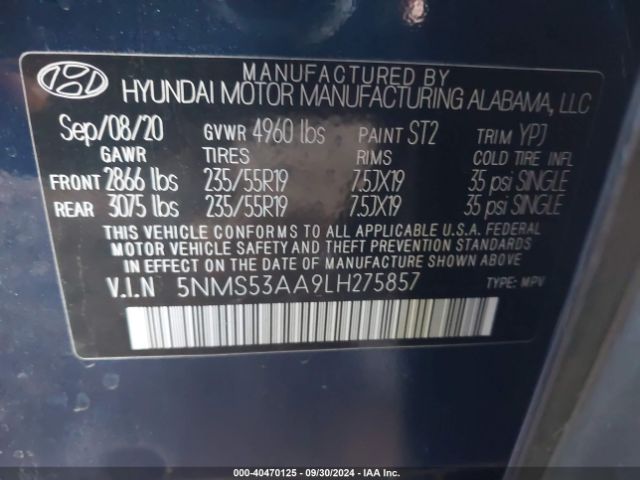 MANUFACTURED BY
HYUNDAI MOTOR MANUFACTURING ALABAMA, LLC
Sep/08/20 GVWR 4960 lbs PAINT ST2 TRIM YPJ
GAWR TIRES RIMS COLD TIRE INFL
FRONT 2866 lbs 235/55R19 7.5JX19 35 psi SINGLE
REAR 3075 lbs 235/55R19 7.5JX19 35 psi SINGLE
THIS VEHICLE CONFORMS TO ALL APPLICABLE U.S.A. FEDERAL
MOTOR VEHICLE SAFETY AND THEFT PREVENTION STANDARDS
IN EFFECT ON THE DATE OF MANUFACTURE SHOWN ABOVE.
V.I.N 5NMS53AA9LH275857 TYPE: MPV
000-40470125 - 09/30/2024 - IAA Inc.